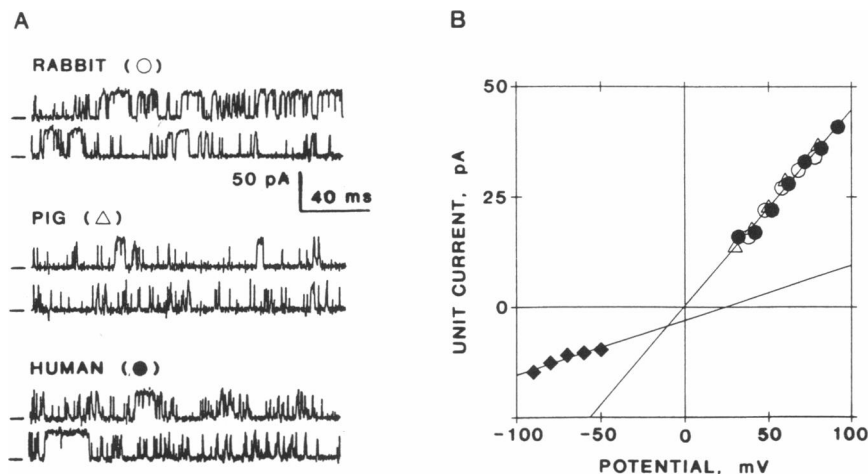 A
RABBIT (○)
50 pA
40 ms
PIG (△)
HUMAN (●)
B
UNIT CURRENT, pA
50
25
0
-100 -50 0 50 100
POTENTIAL, mV